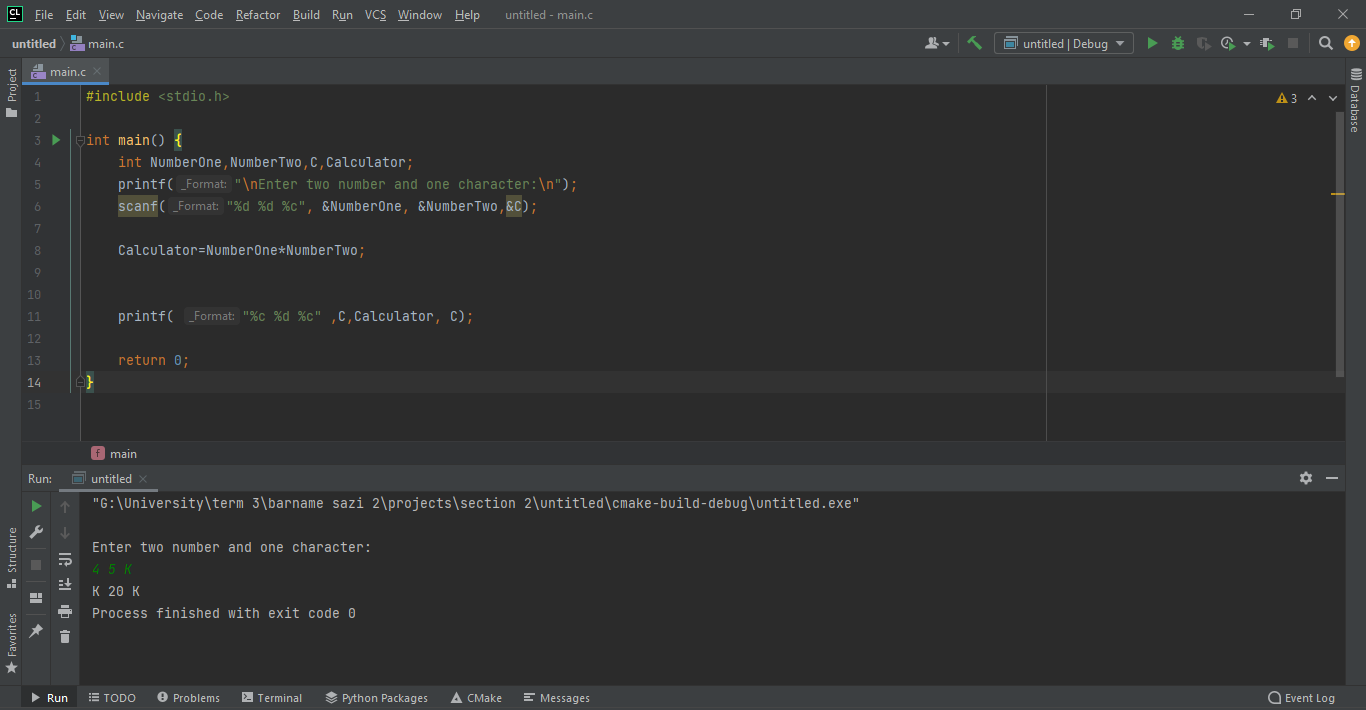 CL File Edit View Navigate Code Refactor Build Run VCS Window Help untitled - main.c
untitled main.c untitled | Debug
Project
main.c
Database
3
1 #include <stdio.h>
2
3 int main() {
4 int NumberOne,NumberTwo,C,Calculator;
5 printf( _Format: "\nEnter two number and one character:\n");
6 scanf( _Format: "%d %d %c", &NumberOne, &NumberTwo,&C);
7
8 Calculator=NumberOne*NumberTwo;
9
10
11 printf( _Format: "%c %d %c" ,C,Calculator, C);
12
13 return 0;
14 }
15
f main
Run: untitled
"G:\University\term 3\barname sazi 2\projects\section 2\untitled\cmake-build-debug\untitled.exe"
Enter two number and one character:
4 5 K
K 20 K
Process finished with exit code 0
Structure
Favorites
Run TODO Problems Terminal Python Packages CMake Messages Event Log